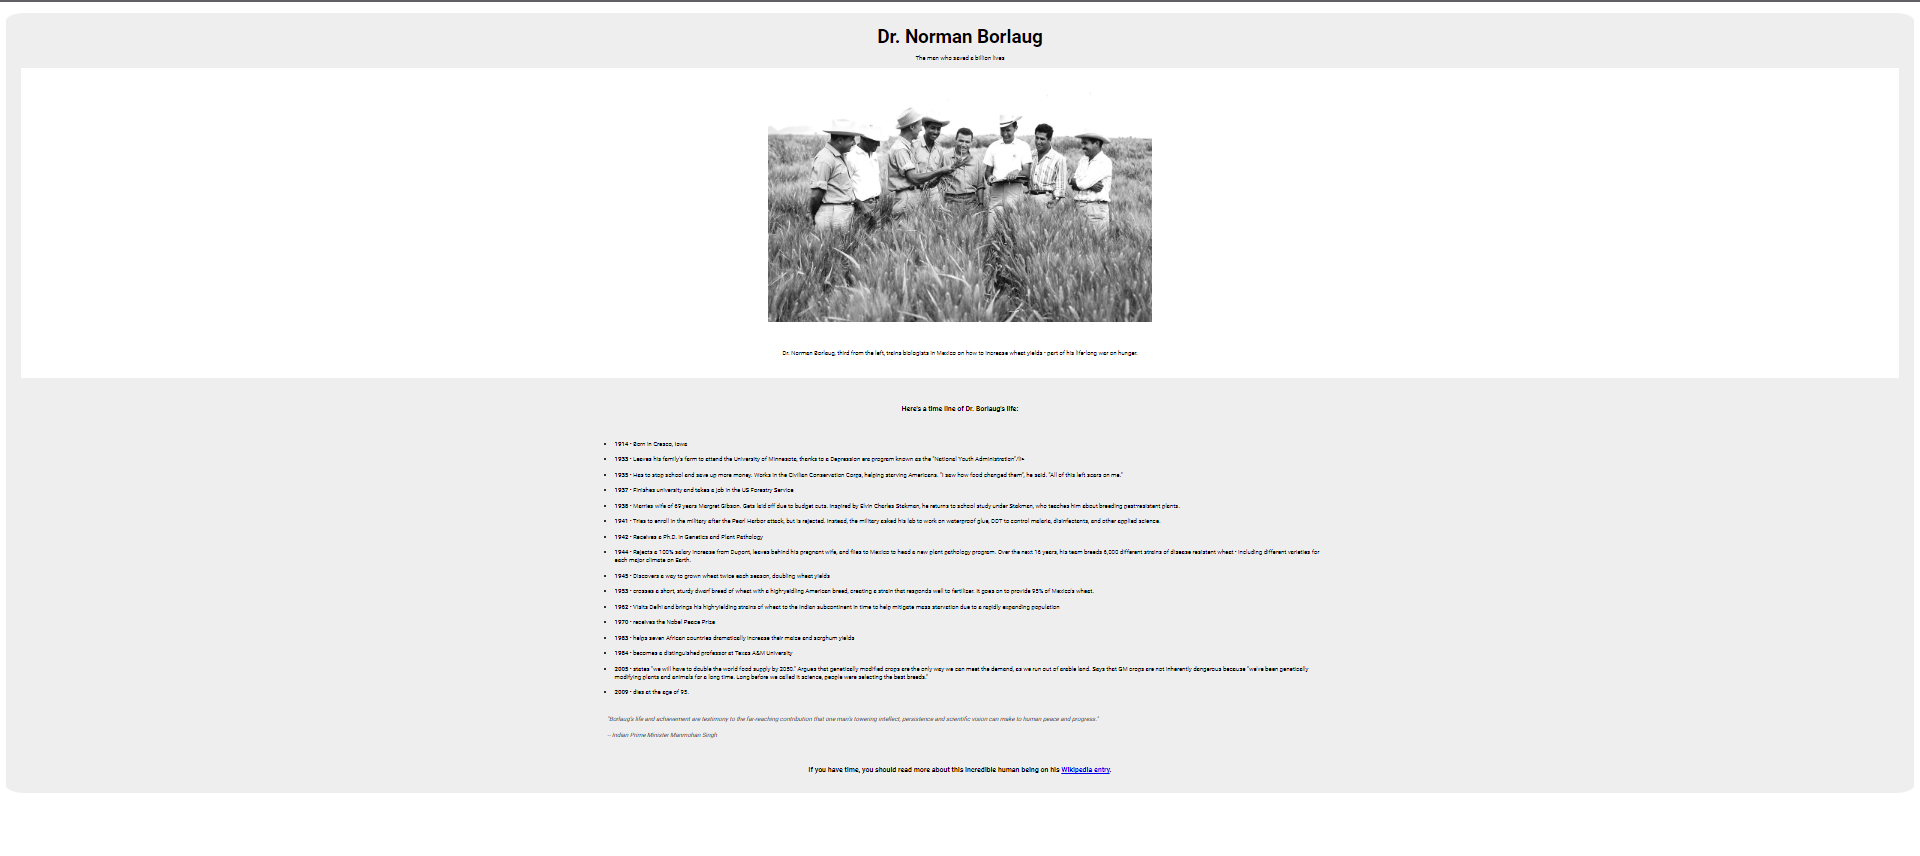 Dr. Norman Borlaug
The man who saved a billion lives
Dr. Norman Borlaug, third from the left, trains biologists in Mexico on how to increase wheat yields - part of his life-long war on hunger.
Here's a time line of Dr. Borlaug's life:
• 1914 - Born in Cresco, Iowa
• 1933 - Leaves his family's farm to attend the University of Minnesota, thanks to a Depression era program known as the "National Youth Administration"/li>
• 1935 - Has to stop school and save up more money. Works in the Civilian Conservation Corps, helping starving Americans. "I saw how food changed them", he said. "All of this left scars on me."
• 1937 - Finishes university and takes a job in the US Forestry Service
• 1938 - Marries wife of 69 years Margret Gibson. Gets laid off due to budget cuts. Inspired by Elvin Charles Stakman, he returns to school study under Stakman, who teaches him about breeding pest-resistent plants.
• 1941 - Tries to enroll in the military after the Pearl Harbor attack, but is rejected. Instead, the military asked his lab to work on waterproof glue, DDT to control malaria, disinfectants, and other applied science.
• 1942 - Receives a Ph.D. in Genetics and Plant Pathology
• 1944 - Rejects a 100% salary increase from Dupont, leaves behind his pregnant wife, and flies to Mexico to head a new plant pathology program. Over the next 16 years, his team breeds 6,000 different strains of disease resistent wheat - including different varieties for
each major climate on Earth.
• 1945 - Discovers a way to grown wheat twice each season, doubling wheat yields
• 1953 - crosses a short, sturdy dwarf breed of wheat with a high-yeidling American breed, creating a strain that responds well to fertilizer. It goes on to provide 95% of Mexico's wheat.
• 1962 - Visits Delhi and brings his high-yielding strains of wheat to the Indian subcontinent in time to help mitigate mass starvation due to a rapidly expanding population
• 1970 - receives the Nobel Peace Prize
• 1983 - helps seven African countries dramatically increase their maize and sorghum yields
• 1984 - becomes a distinguished professor at Texas A&M University
• 2005 - states "we will have to double the world food supply by 2050." Argues that genetically modified crops are the only way we can meet the demand, as we run out of arable land. Says that GM crops are not inherently dangerous because "we've been genetically
modifying plants and animals for a long time. Long before we called it science, people were selecting the best breeds."
• 2009 - dies at the age of 95.
"Borlaug's life and achievement are testimony to the far-reaching contribution that one man's towering intellect, persistence and scientific vision can make to human peace and progress."
-- Indian Prime Minister Manmohan Singh
If you have time, you should read more about this incredible human being on his Wikipedia entry.